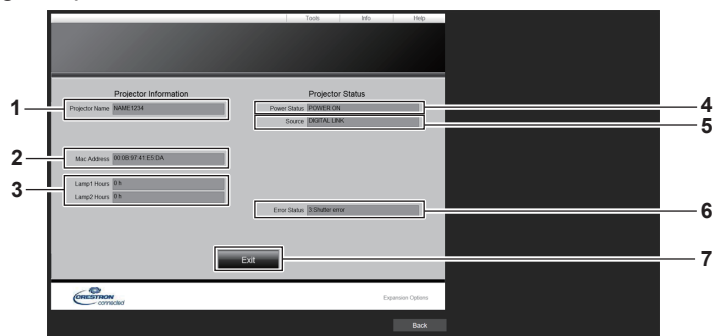 Tools Info Help
Projector Information
Projector Status
1 Projector Name NAME1234
Power Status POWER ON 4
Source DIGITAL LINK 5
2 Mac Address 00:0B:97:41:E5:DA
3 Lamp1 Hours 0 h
Lamp2 Hours 0 h
Error Status 3:Shutter error 6
Exit 7
CRESTRON connected
Expansion Options
Back